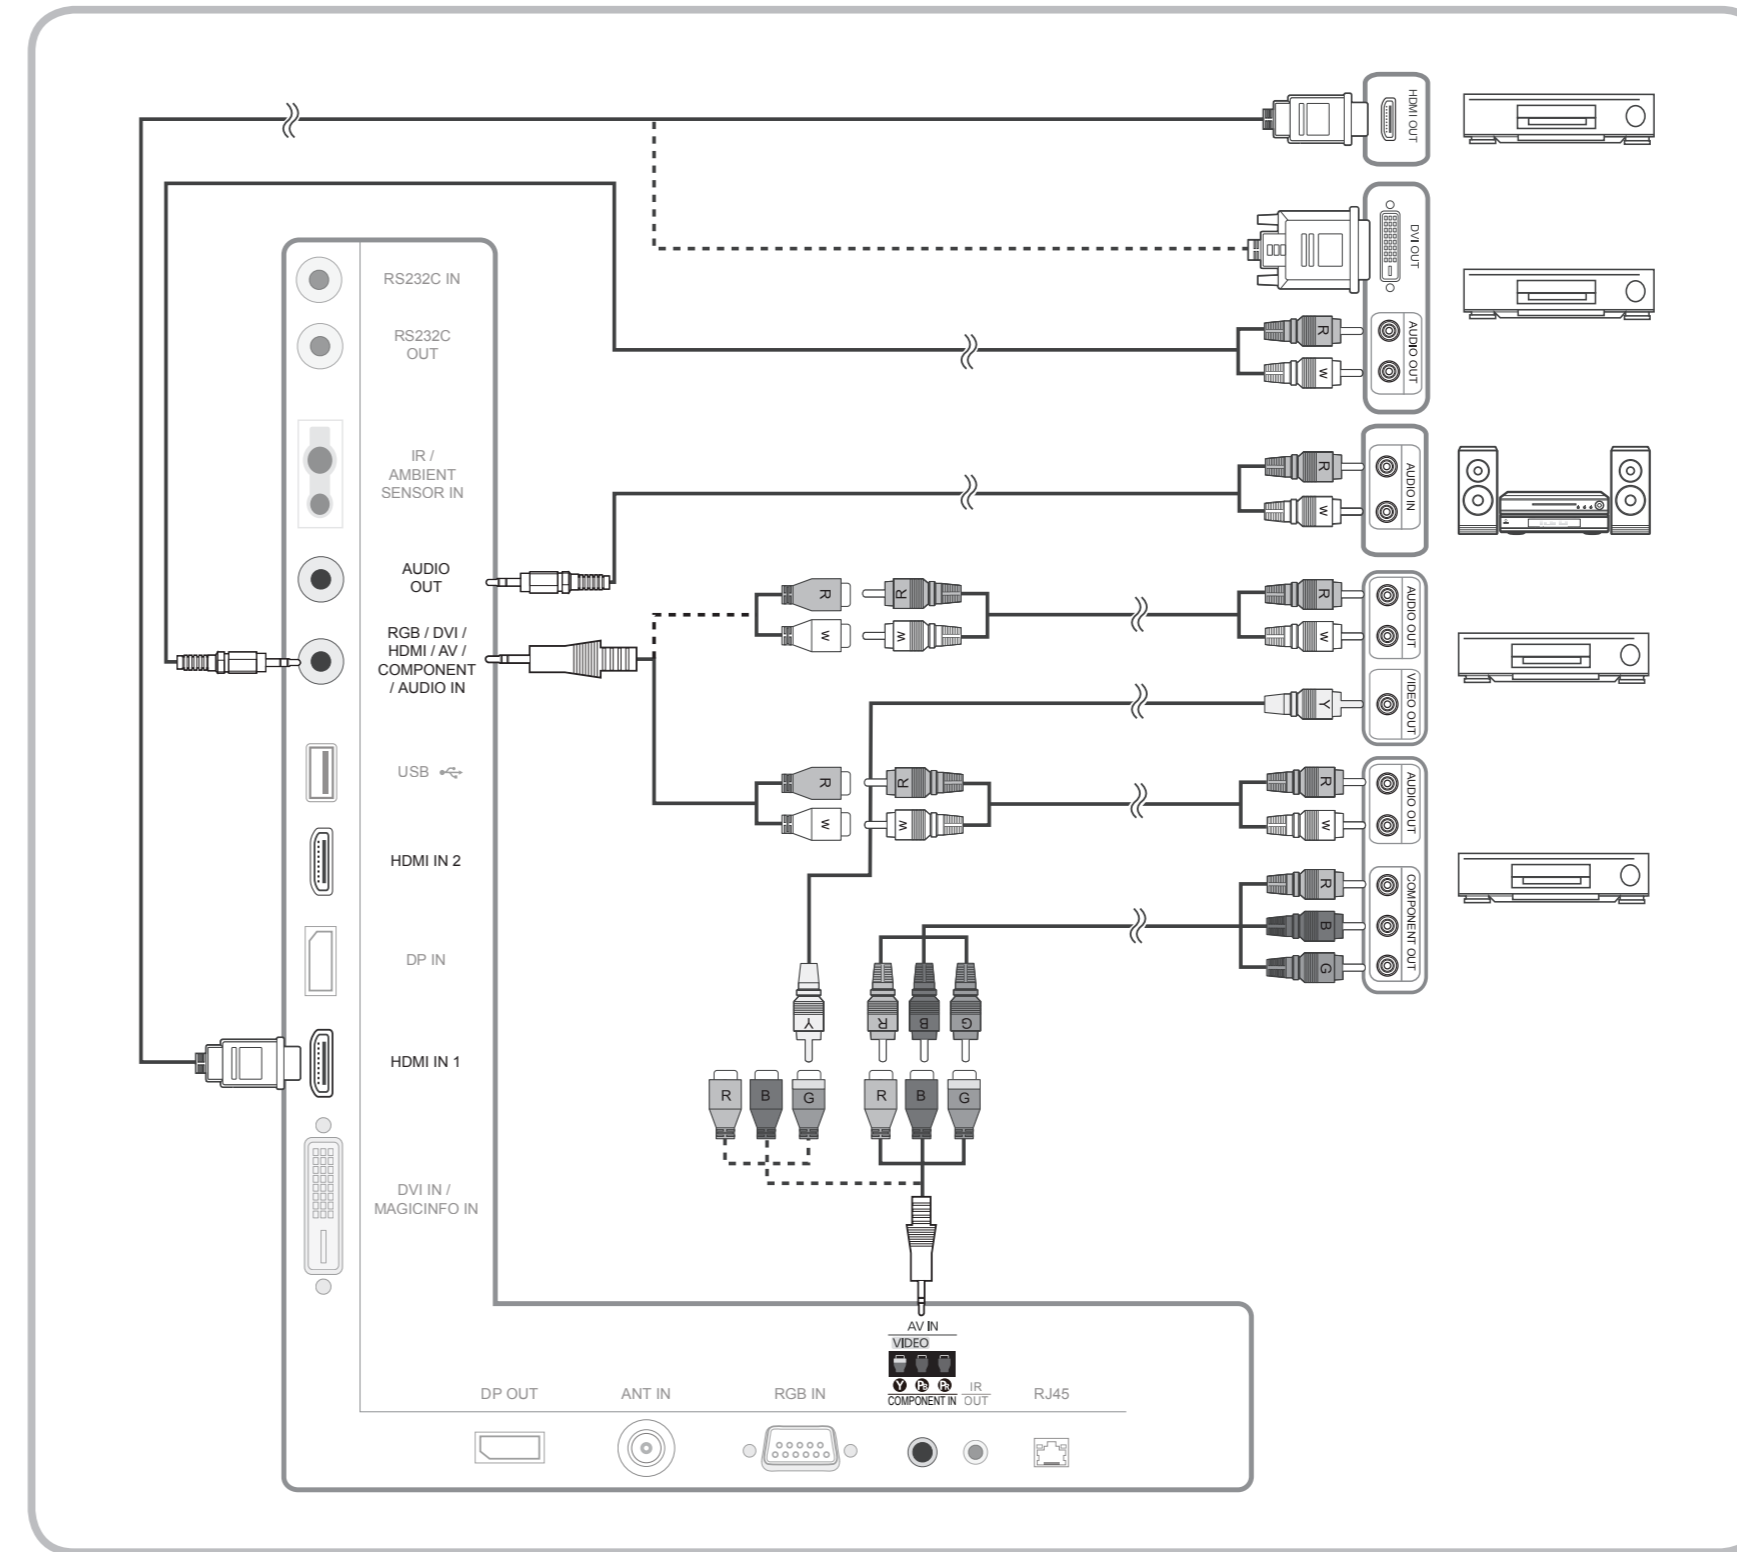 HDMI OUT
DVI OUT
R
AUDIO OUT
W
RS232C IN
RS232C
OUT
IR /
AMBIENT
SENSOR IN
R
AUDIO IN
W
AUDIO
OUT
R
R
R
AUDIO OUT
W
W
W
RGB / DVI /
HDMI / AV /
COMPONENT
/ AUDIO IN
Y
VIDEO OUT
USB
R
R
R
AUDIO OUT
W
W
W
HDMI IN 2
R
COMPONENT OUT
B
G
DP IN
Y
R
B
G
HDMI IN 1
R
B
G
R
B
G
DVI IN /
MAGICINFO IN
AV IN
VIDEO
Y PB PR
COMPONENT IN
IR
OUT
DP OUT
ANT IN
RGB IN
RJ45